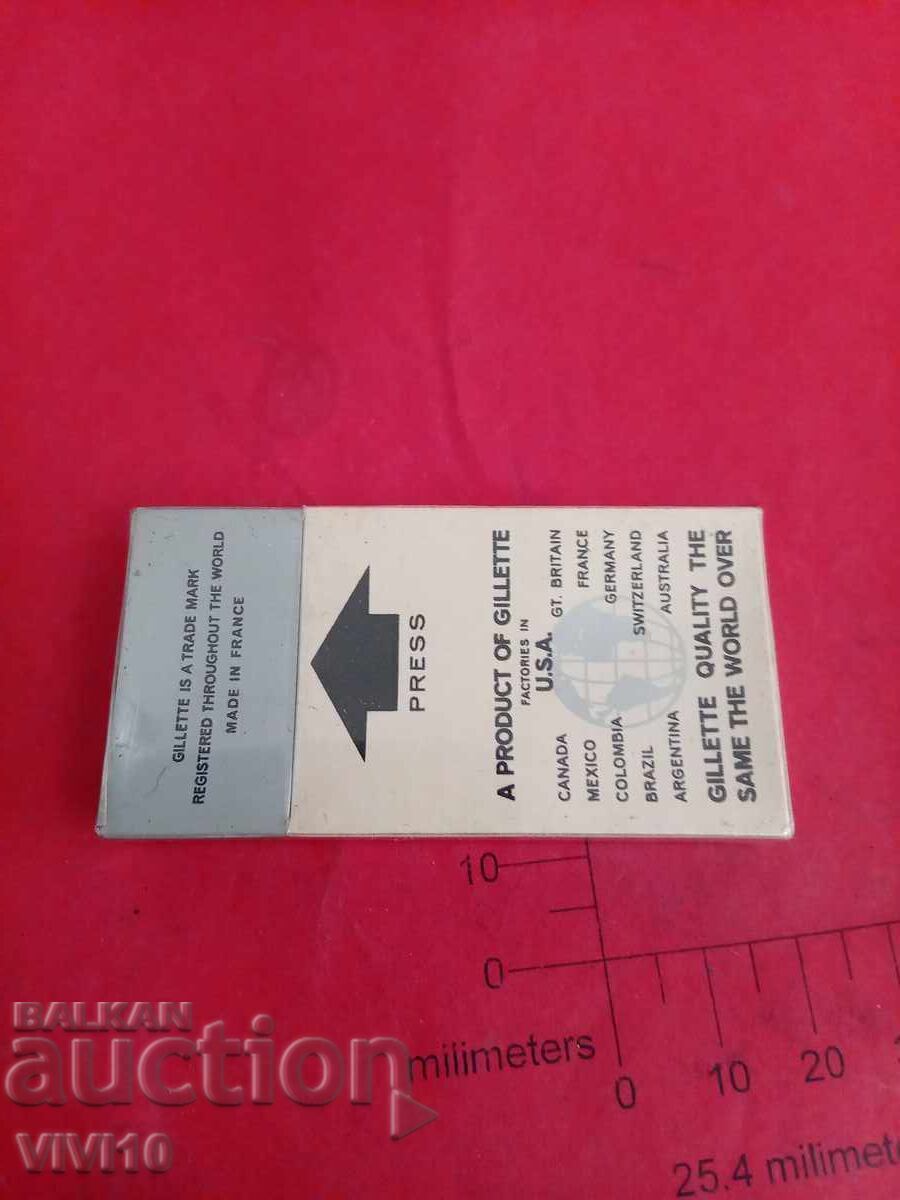 GILLETTE IS A TRADE MARK
REGISTERED THROUGHOUT THE WORLD
MADE IN FRANCE
PRESS
A PRODUCT OF GILLETTE
FACTORIES IN
U.S.A.
CANADA GT. BRITAIN
MEXICO FRANCE
COLOMBIA GERMANY
BRAZIL SWITZERLAND
ARGENTINA AUSTRALIA
GILLETTE QUALITY THE
SAME THE WORLD OVER
10
0
milimeters
0 10 20
25.4 milimete
BALKAN
auction
VIVI10